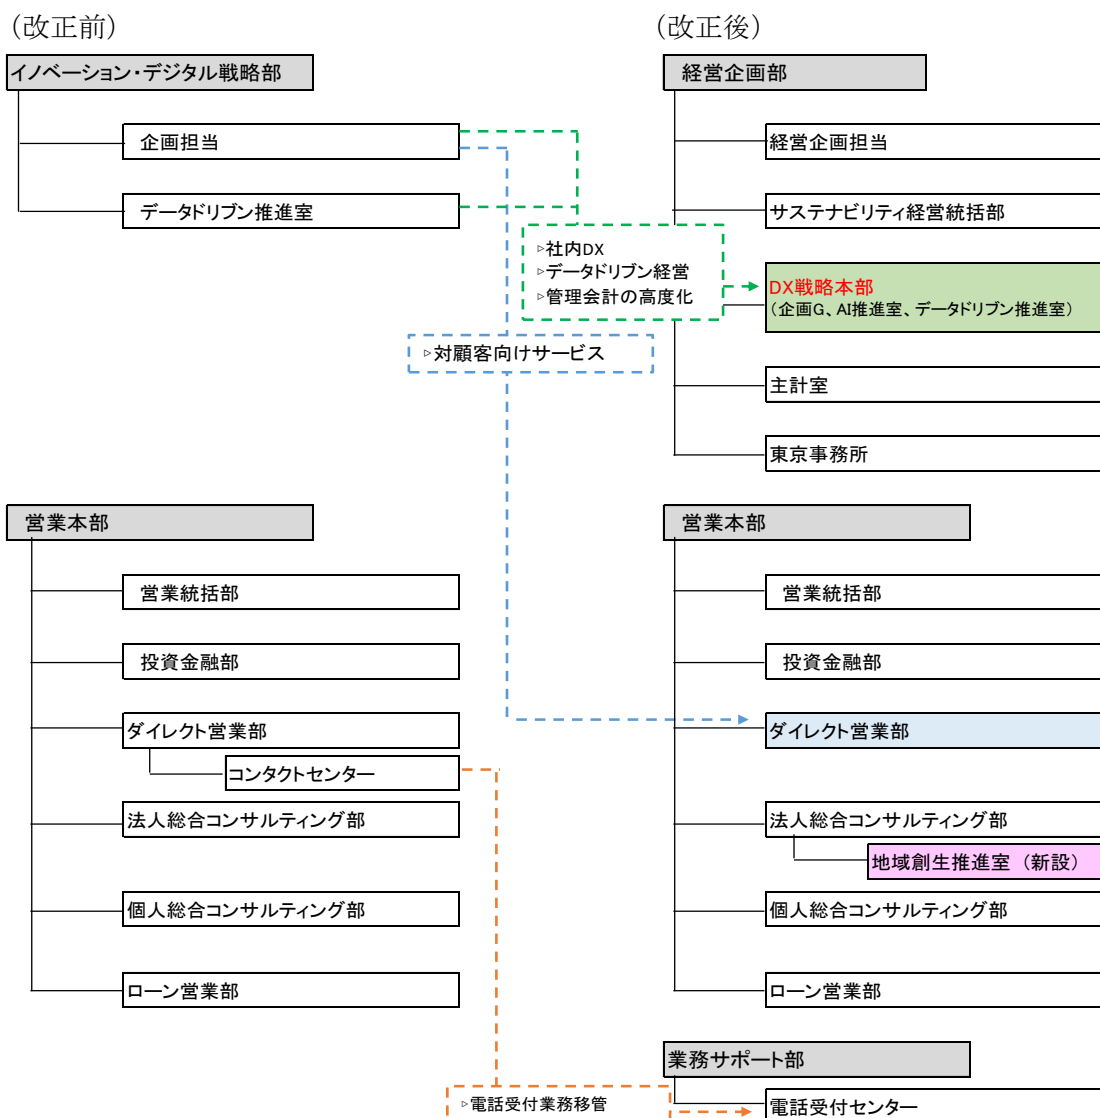 （改正前）
イノベーション・デジタル戦略部
企画担当
データドリブン推進室
（改正後）
経営企画部
経営企画担当
サステナビリティ経営統括部
▷社内DX
▷データドリブン経営
▷管理会計の高度化
DX戦略本部
（企画G、AI推進室、データドリブン推進室）
▷対顧客向けサービス
主計室
東京事務所
営業本部
営業統括部
投資金融部
ダイレクト営業部
コンタクトセンター
法人総合コンサルティング部
個人総合コンサルティング部
ローン営業部
営業本部
営業統括部
投資金融部
ダイレクト営業部
法人総合コンサルティング部
地域創生推進室（新設）
個人総合コンサルティング部
ローン営業部
業務サポート部
▷電話受付業務移管
電話受付センター